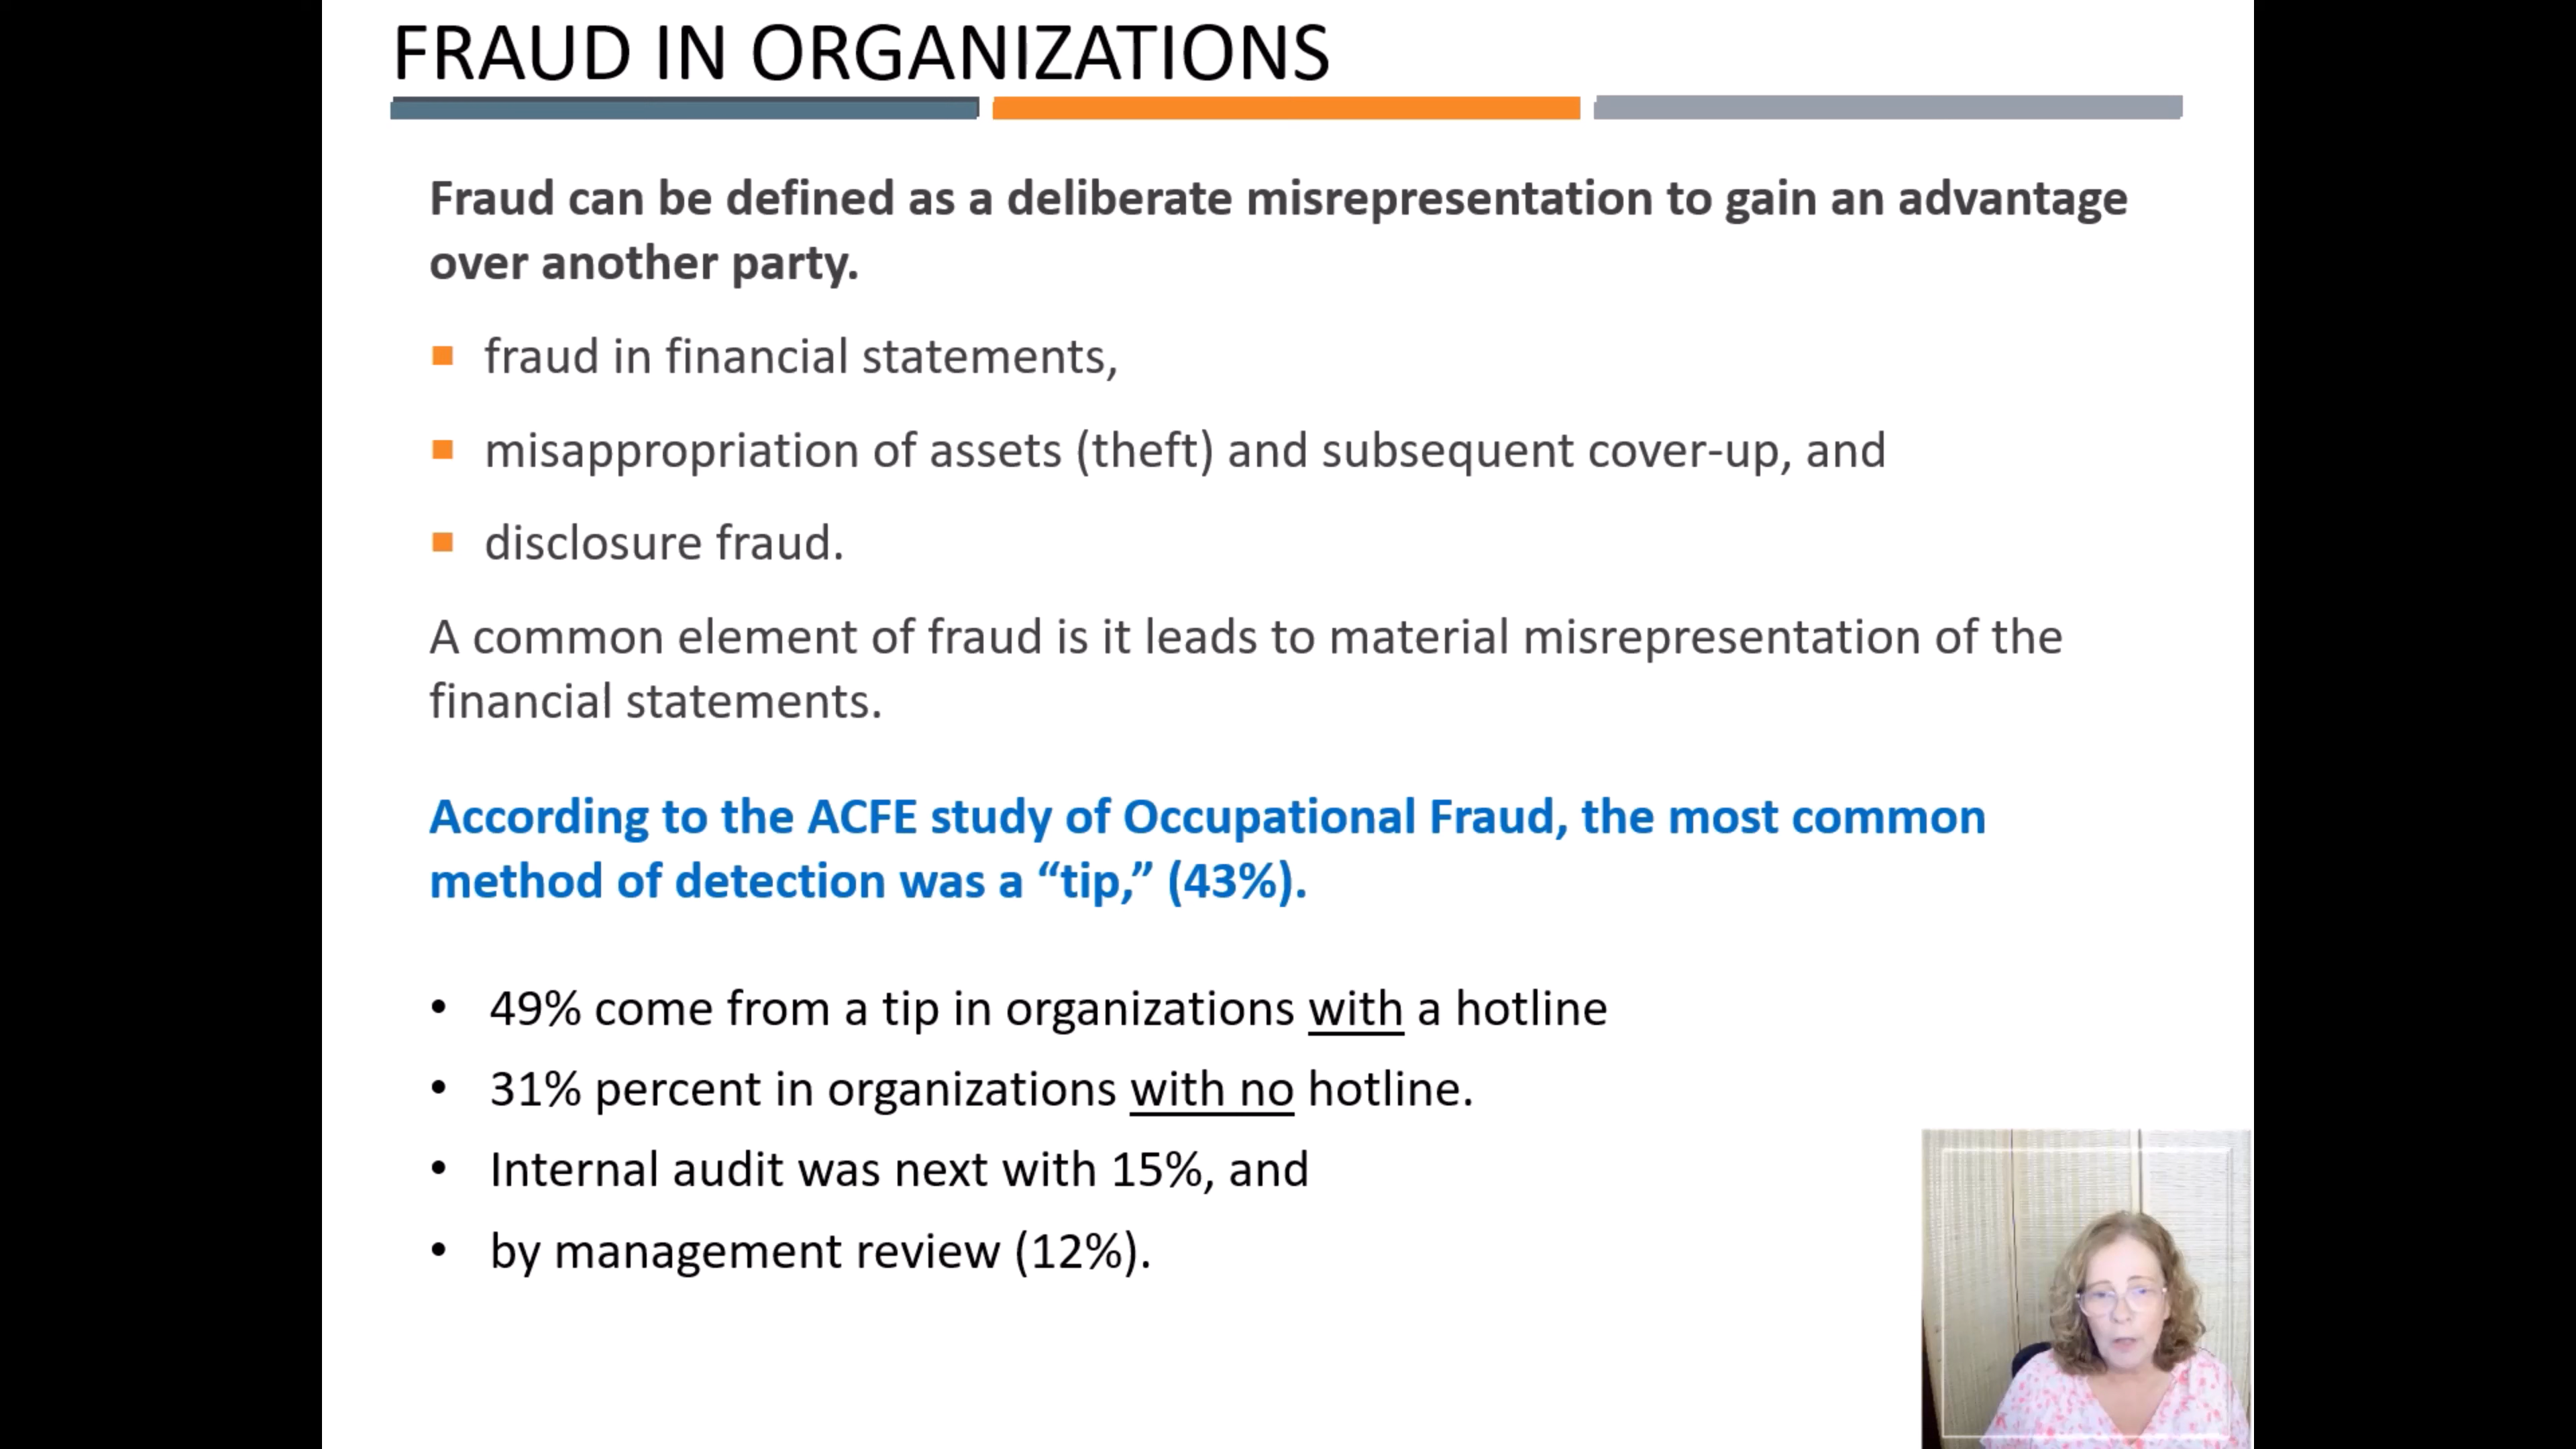 FRAUD IN ORGANIZATIONS
Fraud can be defined as a deliberate misrepresentation to gain an advantage
over another party.
fraud in financial statements,
misappropriation of assets (theft) and subsequent cover-up, and
disclosure fraud.
A common element of fraud is it leads to material misrepresentation of the
financial statements.
According to the ACFE study of Occupational Fraud, the most common
method of detection was a “tip,” (43%).
• 49% come from a tip in organizations with a hotline
• 31% percent in organizations with no hotline.
• Internal audit was next with 15%, and
• by management review (12%).